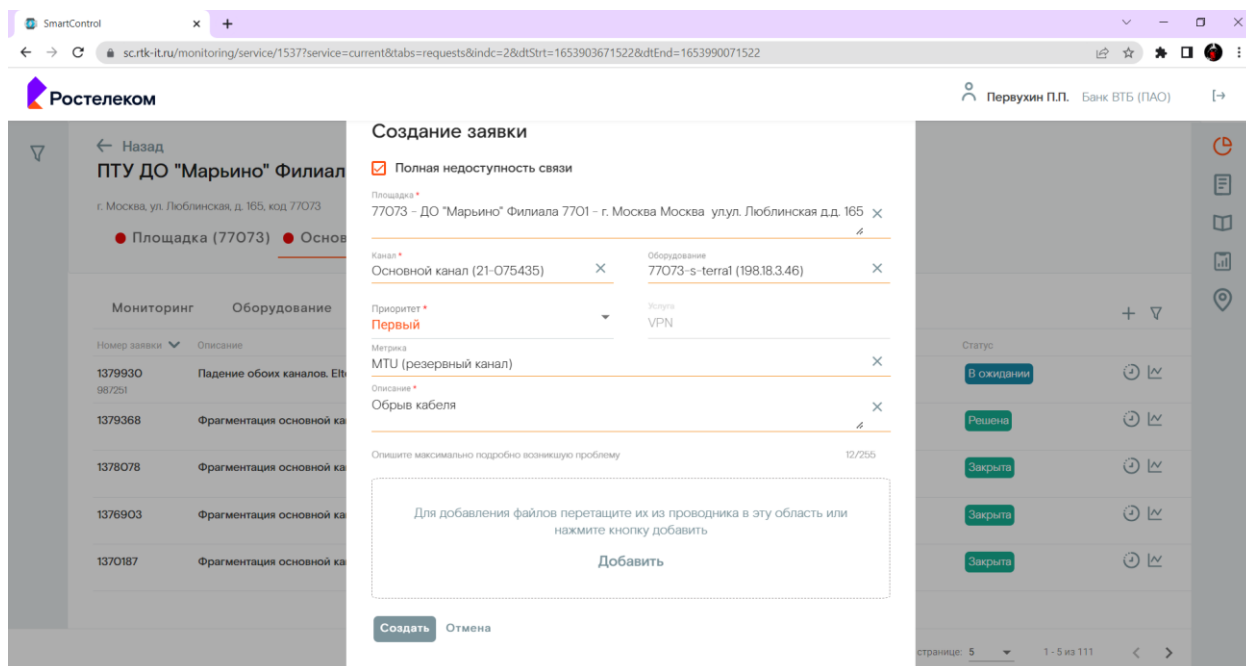 SmartControl
sc.rtk-it.ru/monitoring/service/1537?service=current&tabs=requests&indc=2&dtStrt=1653903671522&dtEnd=1653990071522
Ростелеком
Первухин П.П. Банк ВТБ (ПАО)
Назад
ПТУ ДО "Марьино" Филиал
г. Москва, ул. Люблинская, д. 165, код 77073
Площадка (77073) Основ
Мониторинг Оборудование
Номер заявки Описание Статус
1379930 Падение обоих каналов. Elte В ожидании
987251
1379368 Фрагментация основной ка Решена
1378078 Фрагментация основной ка Закрыта
1376903 Фрагментация основной ка Закрыта
1370187 Фрагментация основной ка Закрыта
Создание заявки
Полная недоступность связи
Площадка *
77073 - ДО "Марьино" Филиала 7701 - г. Москва Москва ул.ул. Люблинская д.д. 165
Канал * Оборудование
Основной канал (21-075435) 77073-s-terra1 (198.18.3.46)
Приоритет * Услуга
Первый VPN
Метрика
MTU (резервный канал)
Описание *
Обрыв кабеля
Опишите максимально подробно возникшую проблему 12/255
Для добавления файлов перетащите их из проводника в эту область или
нажмите кнопку добавить
Добавить
Создать Отмена
странице: 5 1 - 5 из 111